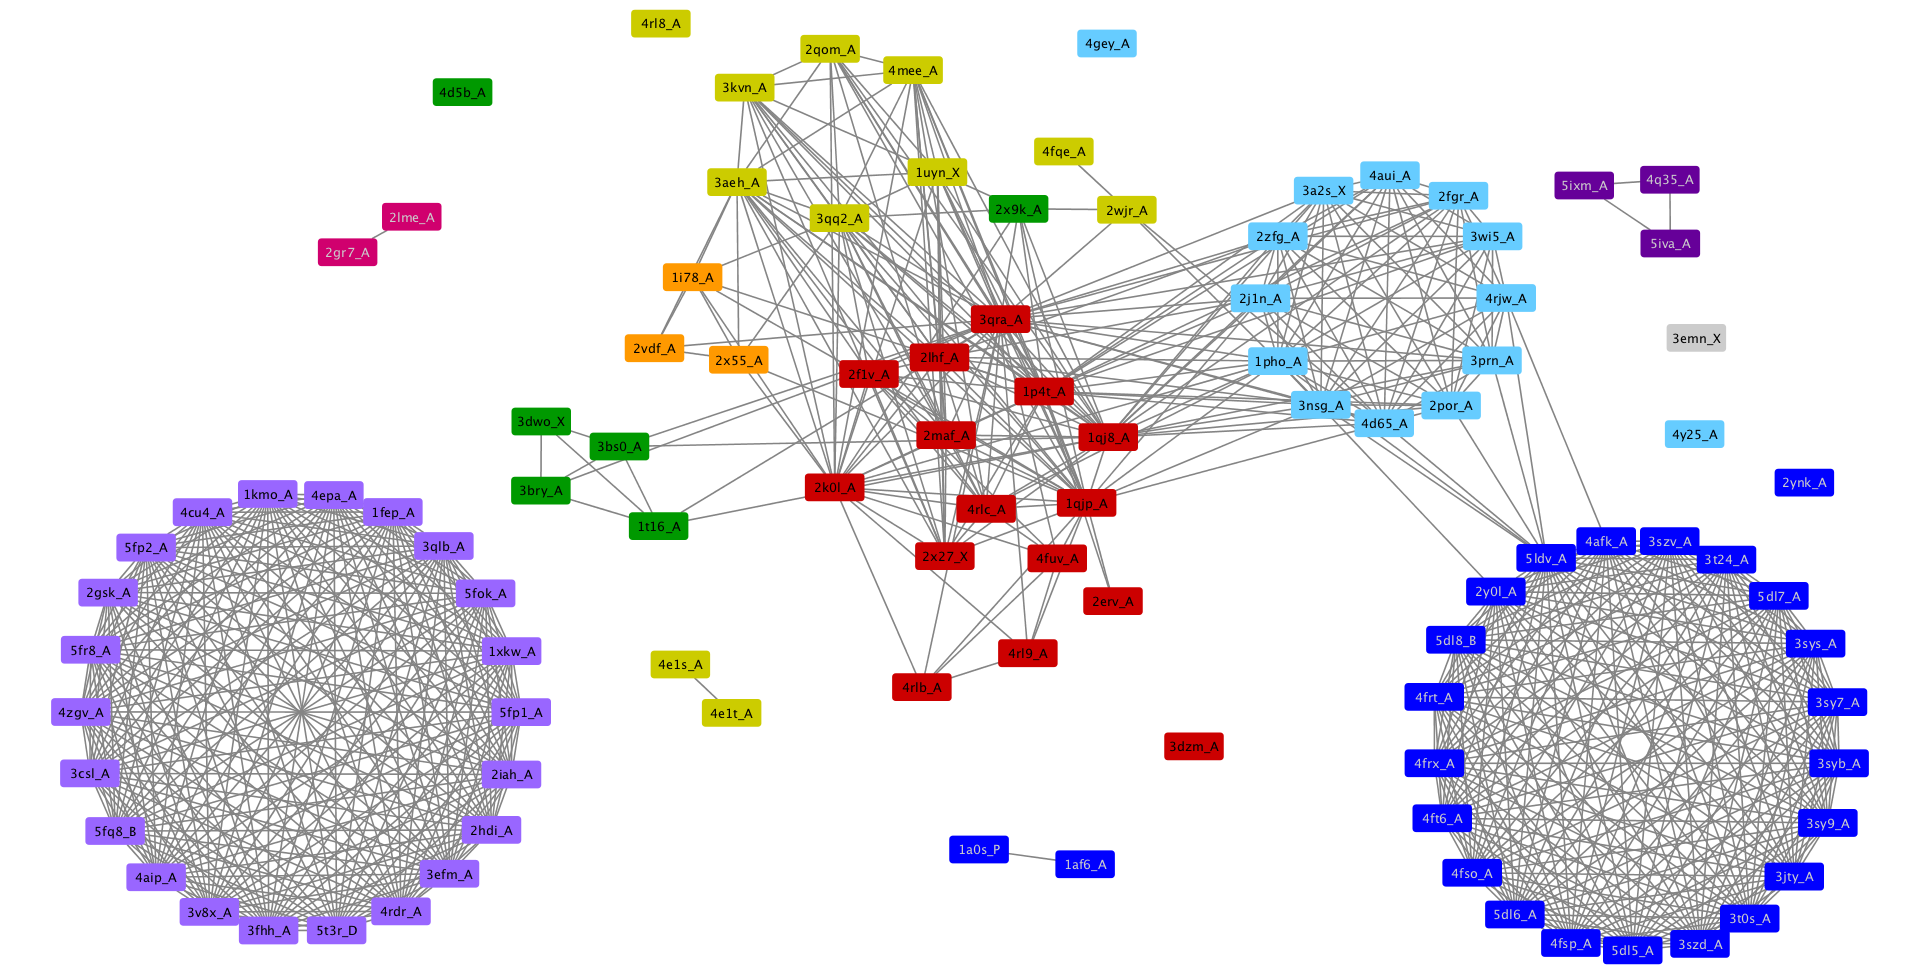 4rl8_A
4gey_A
2qom_A
4mee_A
3kvn_A
4d5b_A
4fqe_A
1uyn_X
3aeh_A
4aui_A
4q35_A
5ixm_A
3a2s_X
2fgr_A
2x9k_A
2wjr_A
3qq2_A
2lme_A
2gr7_A
2zfg_A
3wi5_A
5iva_A
1i78_A
2j1n_A
4rjw_A
3qra_A
3emn_X
2vdf_A
2x55_A
2lhf_A
1pho_A
3prn_A
2f1v_A
1p4t_A
3nsg_A
2por_A
4d65_A
3dwo_X
3bs0_A
2maf_A
1qj8_A
4y25_A
2ynk_A
3bry_A
2k0l_A
4rlc_A
1qjp_A
1t16_A
2x27_X
4fuv_A
2erv_A
4rl9_A
4rlb_A
4e1s_A
4e1t_A
3dzm_A
1a0s_P
1af6_A
1kmo_A
4epa_A
4cu4_A
1fep_A
5fp2_A
3qlb_A
2gsk_A
5fok_A
5fr8_A
1xkw_A
4zgv_A
5fp1_A
3csl_A
2iah_A
5fq8_B
2hdi_A
4aip_A
3efm_A
3v8x_A
4rdr_A
3fhh_A
5t3r_D
4afk_A
3szv_A
5ldv_A
3t24_A
2y0l_A
5dl7_A
5dl8_B
3sys_A
4frt_A
3sy7_A
4frx_A
3syb_A
4ft6_A
3sy9_A
4fso_A
3jty_A
5dl6_A
3t0s_A
4fsp_A
5dl5_A
3szd_A